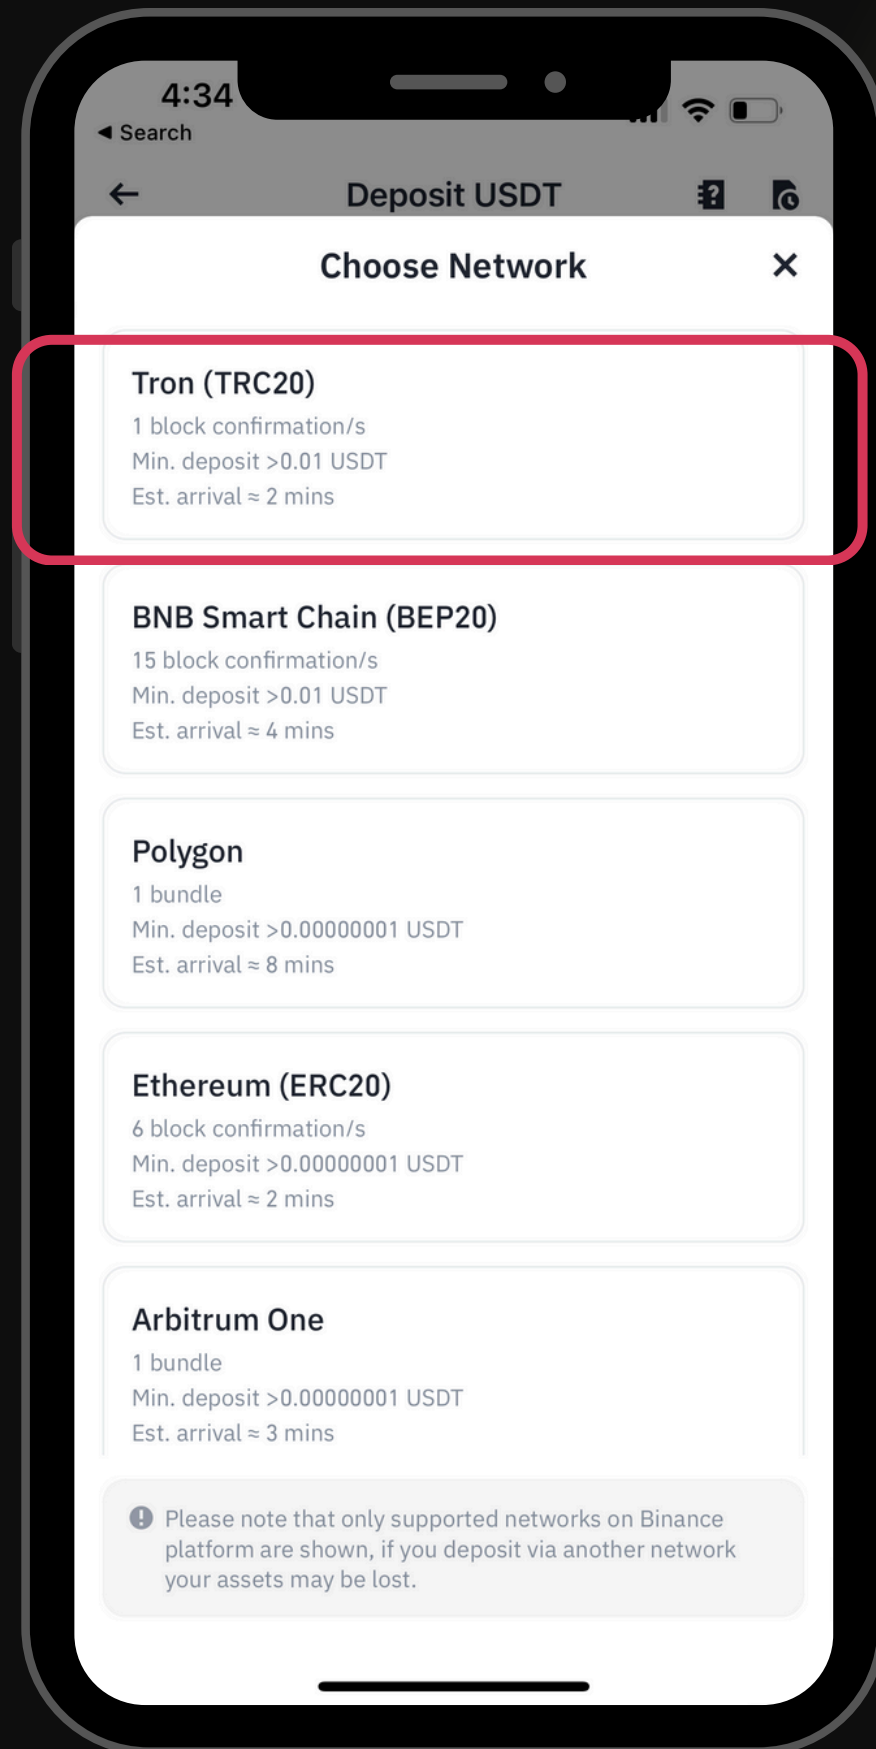 4:34
Search
Deposit USDT
Choose Network
Tron (TRC20)
1 block confirmation/s
Min. deposit >0.01 USDT
Est. arrival ≈ 2 mins
BNB Smart Chain (BEP20)
15 block confirmation/s
Min. deposit >0.01 USDT
Est. arrival ≈ 4 mins
Polygon
1 bundle
Min. deposit >0.00000001 USDT
Est. arrival ≈ 8 mins
Ethereum (ERC20)
6 block confirmation/s
Min. deposit >0.00000001 USDT
Est. arrival ≈ 2 mins
Arbitrum One
1 bundle
Min. deposit >0.00000001 USDT
Est. arrival ≈ 3 mins
Please note that only supported networks on Binance
platform are shown, if you deposit via another network
your assets may be lost.